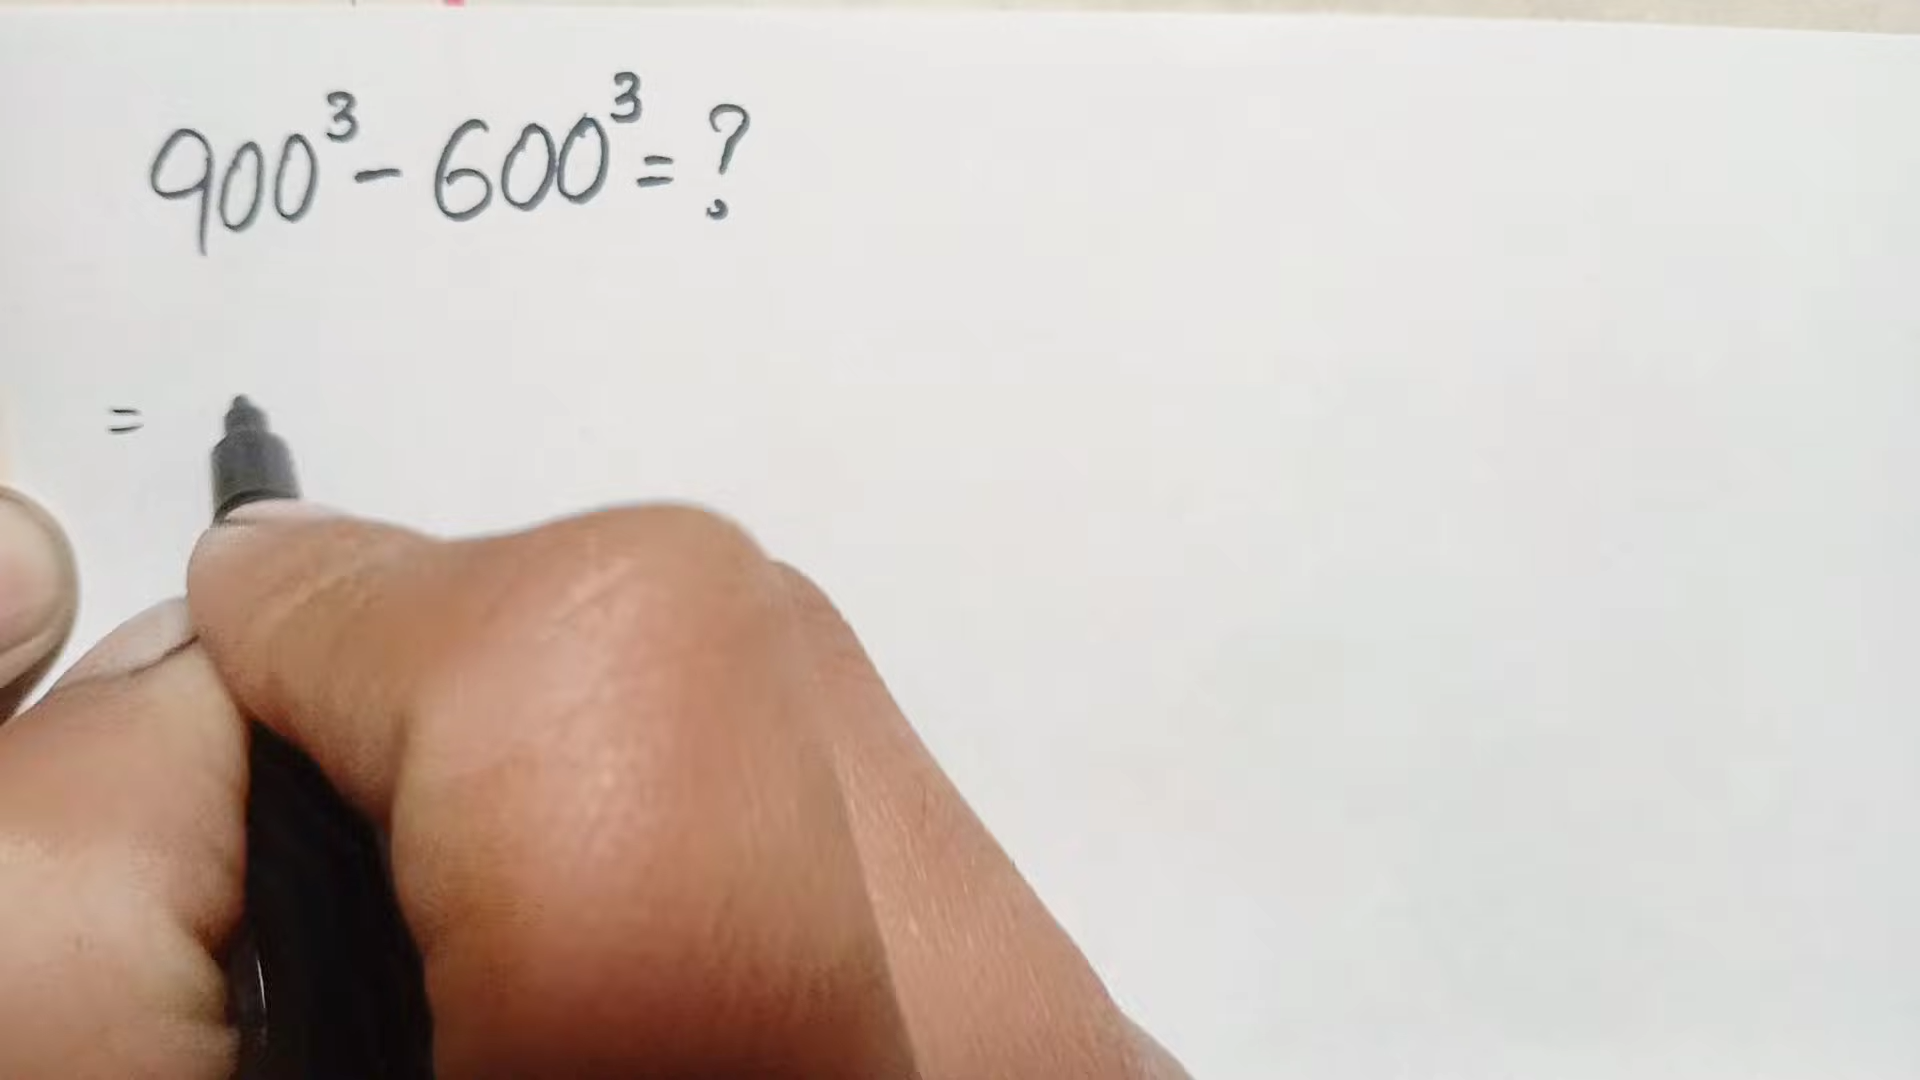 900³ - 600³ = ?
=